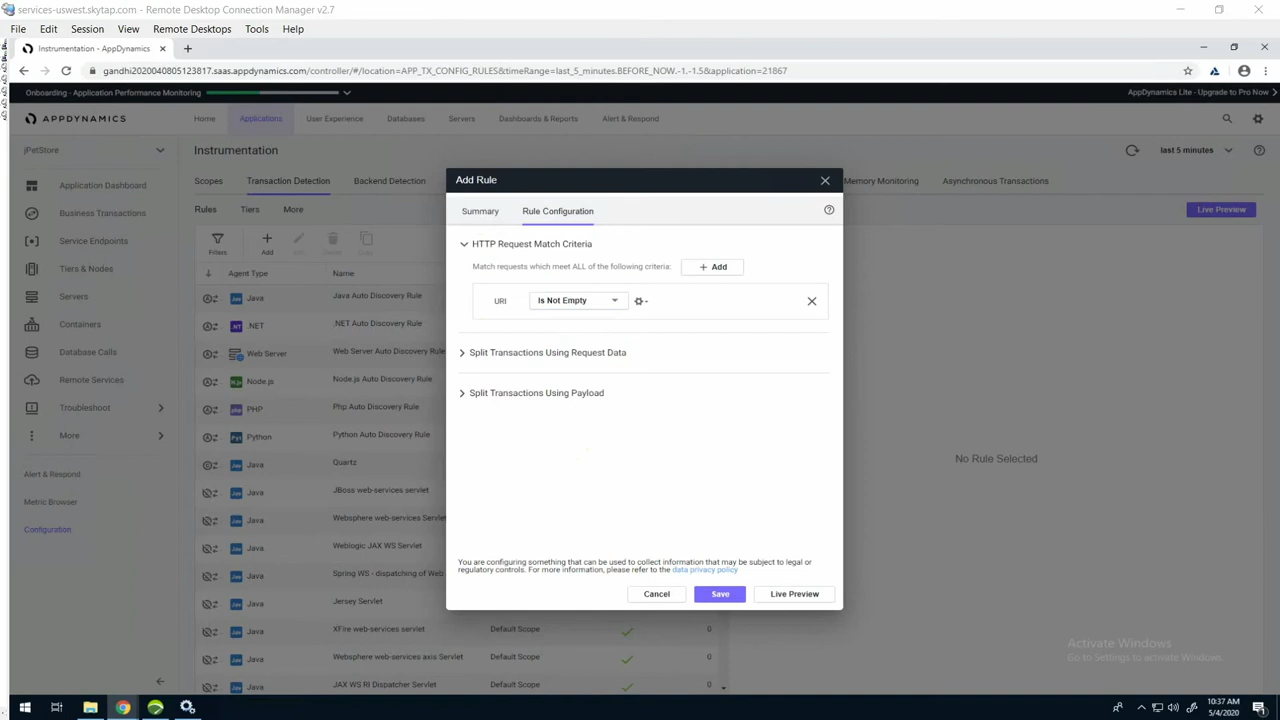 services-uswest.skytap.com - Remote Desktop Connection Manager v2.7
File Edit Session View Remote Desktops Tools Help
Instrumentation - AppDynamics
gandhi2020040805123817.saas.appdynamics.com/controller/#/location=APP_TX_CONFIG_RULES&timeRange=last_5_minutes.BEFORE_NOW.-1.-1.5&application=21867
Onboarding - Application Performance Monitoring AppDynamics Lite - Upgrade to Pro Now
APPDYNAMICS Home Applications User Experience Databases Servers Dashboards & Reports Alert & Respond
jPetStore Instrumentation last 5 minutes
Scopes Transaction Detection Backend Detection Memory Monitoring Asynchronous Transactions
Rules Tiers More Live Preview
Filters Add
Agent Type Name
Java Java Auto Discovery Rule
.NET .NET Auto Discovery Rule
Web Server Web Server Auto Discovery Rule
Node.js Node.js Auto Discovery Rule
PHP Php Auto Discovery Rule
Python Python Auto Discovery Rule
Java Quartz
Java JBoss web-services servlet
Java Websphere web-services Servlet
Java Weblogic JAX WS Servlet
Java Spring WS - dispatching of Web
Java Jersey Servlet
Java XFire web-services servlet Default Scope 0
Java Websphere web-services axis Servlet Default Scope 0
Java JAX WS RI Dispatcher Servlet Default Scope 0
Application Dashboard
Business Transactions
Service Endpoints
Tiers & Nodes
Servers
Containers
Database Calls
Remote Services
Troubleshoot
More
Alert & Respond
Metric Browser
Configuration
Add Rule
Summary Rule Configuration
HTTP Request Match Criteria
Match requests which meet ALL of the following criteria: + Add
URI Is Not Empty
Split Transactions Using Request Data
Split Transactions Using Payload
You are configuring something that can be used to collect information that may be subject to legal or
regulatory controls. For more information, please refer to the data privacy policy
Cancel Save Live Preview
No Rule Selected
Activate Windows
Go to Settings to activate Windows.
10:37 AM
5/4/2020